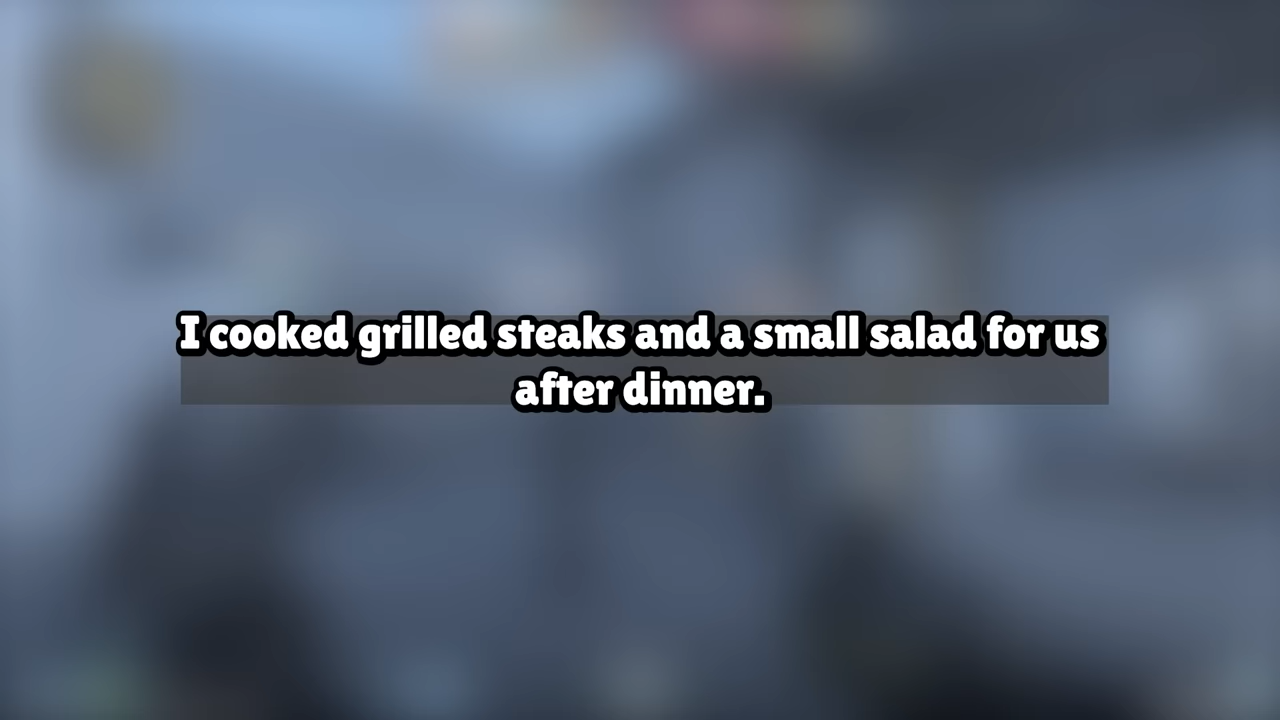 I cooked grilled steaks and a small salad for us
after dinner.